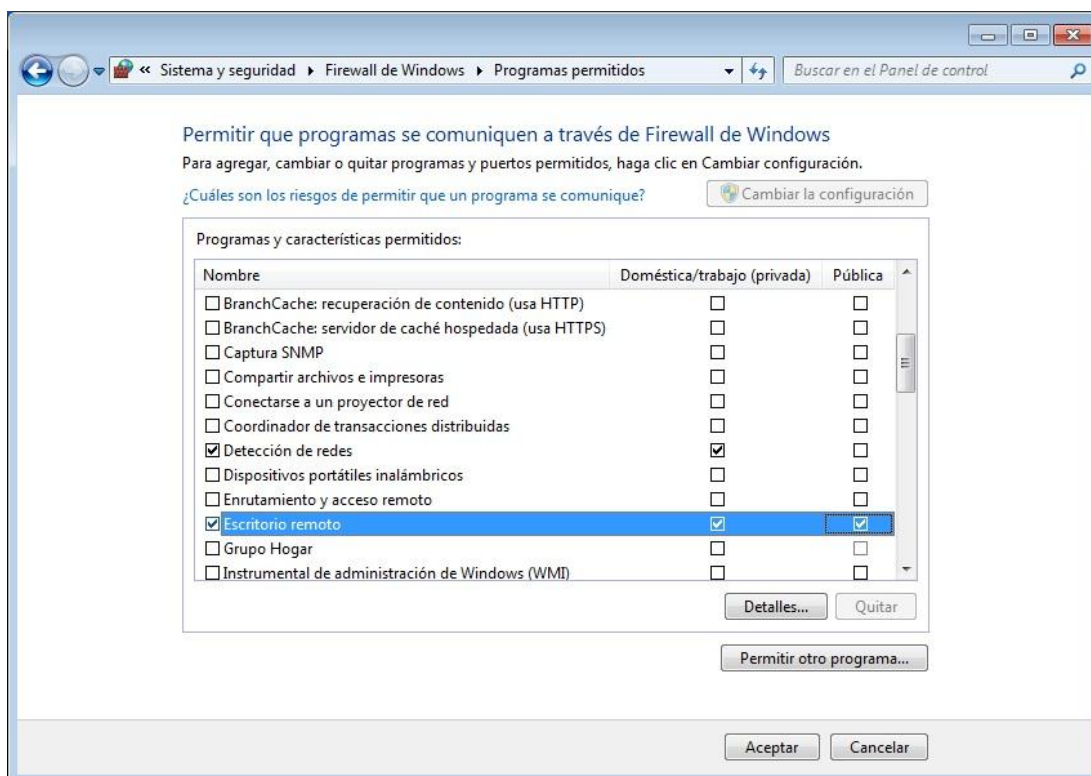 « Sistema y seguridad ▸ Firewall de Windows ▸ Programas permitidos Buscar en el Panel de control
Permitir que programas se comuniquen a través de Firewall de Windows
Para agregar, cambiar o quitar programas y puertos permitidos, haga clic en Cambiar configuración.
¿Cuáles son los riesgos de permitir que un programa se comunique? Cambiar la configuración
Programas y características permitidos:
Nombre Doméstica/trabajo (privada) Pública
BranchCache: recuperación de contenido (usa HTTP)
BranchCache: servidor de caché hospedada (usa HTTPS)
Captura SNMP
Compartir archivos e impresoras
Conectarse a un proyector de red
Coordinador de transacciones distribuidas
Detección de redes
Dispositivos portátiles inalámbricos
Enrutamiento y acceso remoto
Escritorio remoto
Grupo Hogar
Instrumental de administración de Windows (WMI)
Detalles... Quitar
Permitir otro programa...
Aceptar Cancelar